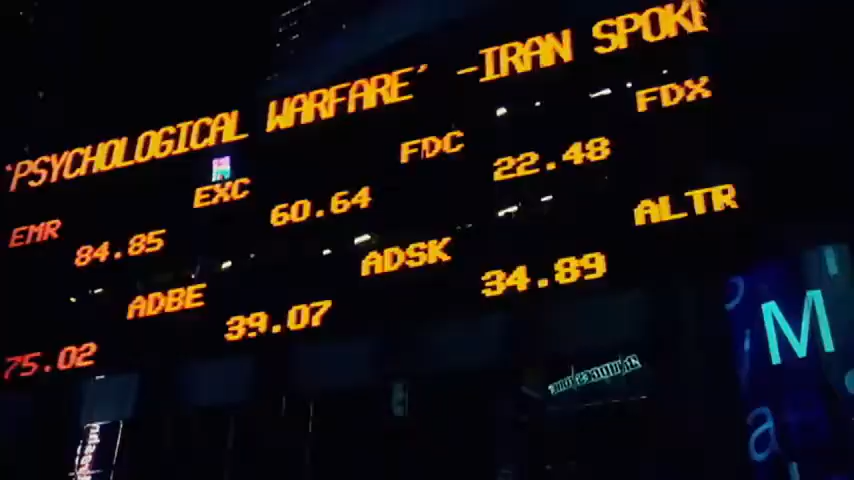 'PSYCHOLOGICAL WARFARE' -IRAN SPOKE
EMR 84.85 EXC 60.64 FDC 22.48 FDX
75.02 ADBE 39.07 ADSK 34.89 ALTR
M
a